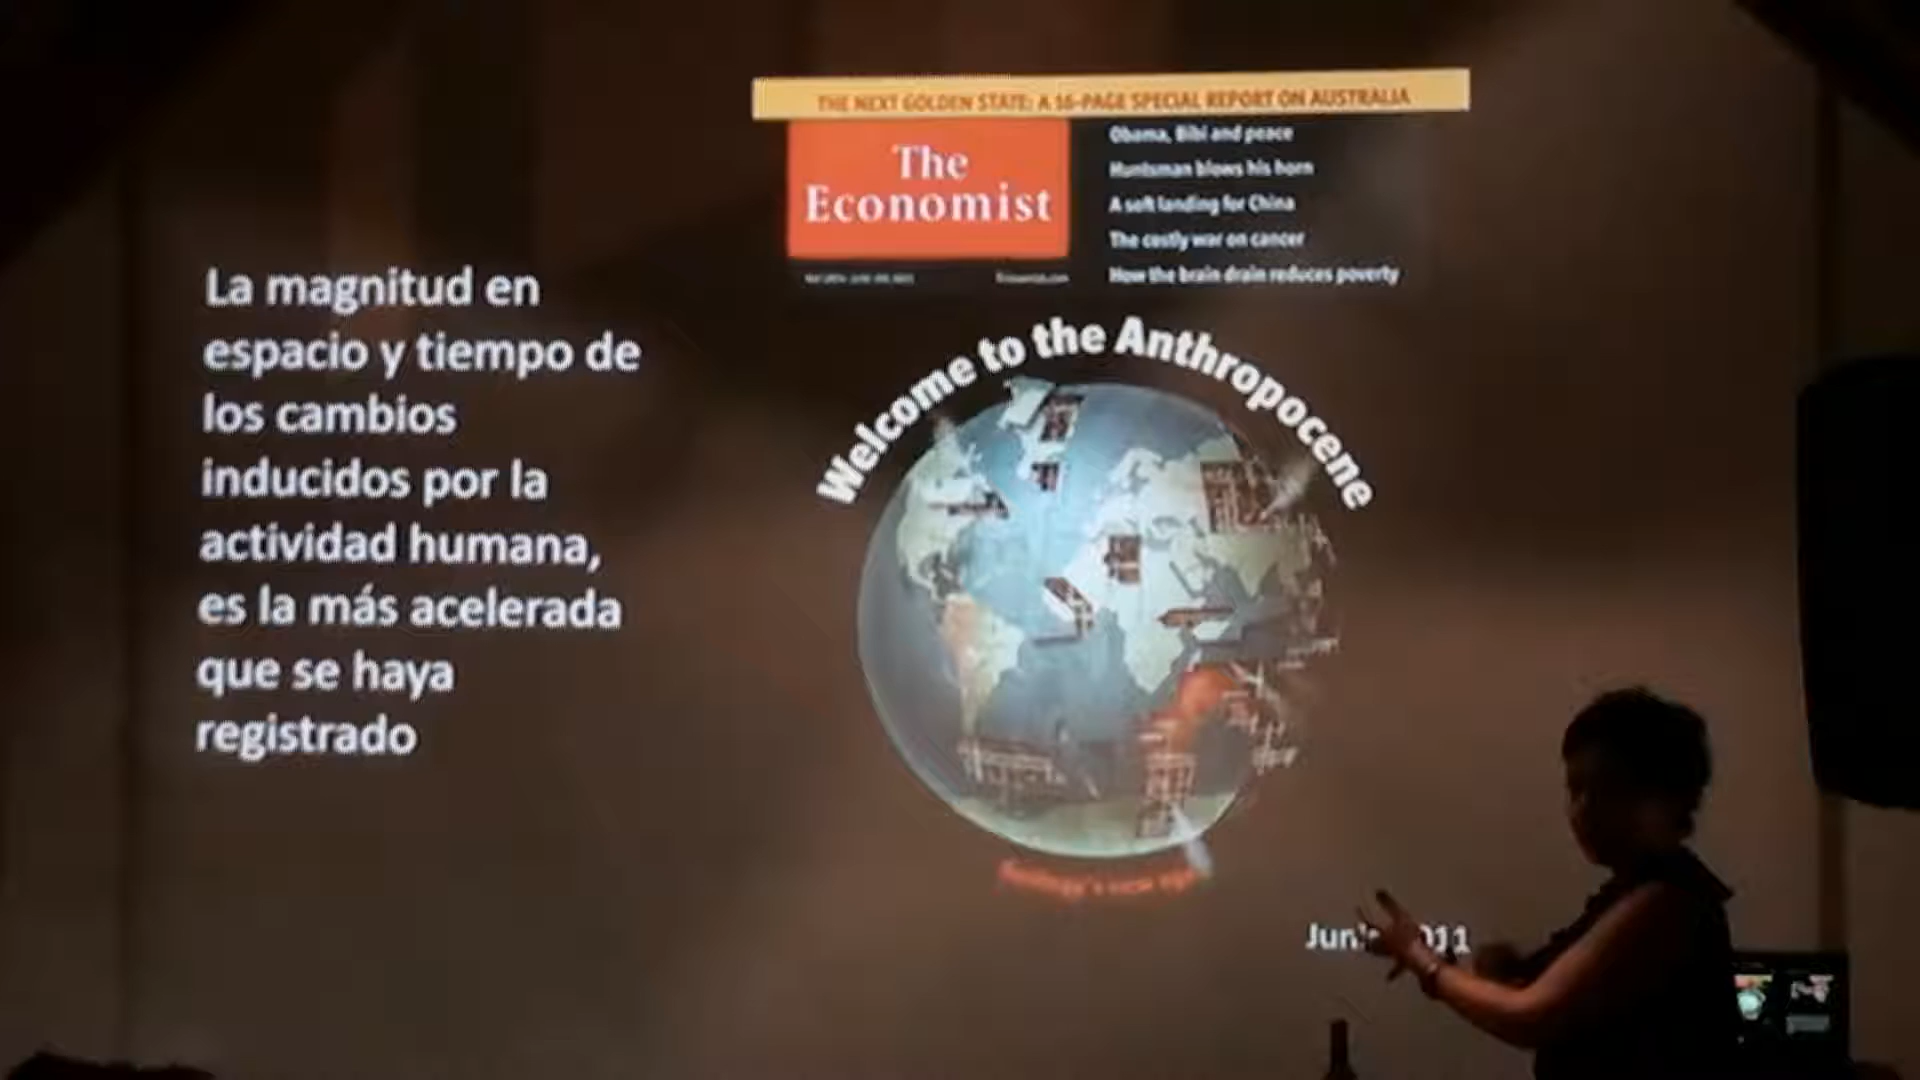 THE NEXT GOLDEN STATE: A 16-PAGE SPECIAL REPORT ON AUSTRALIA
The
Economist
Obama, Bibi and peace
Huntsman blows his horn
A soft landing for China
The costly war on cancer
How the brain drain reduces poverty
Economist.com
La magnitud en
espacio y tiempo de
los cambios
inducidos por la
actividad humana,
es la más acelerada
que se haya
registrado
Welcome to the Anthropocene